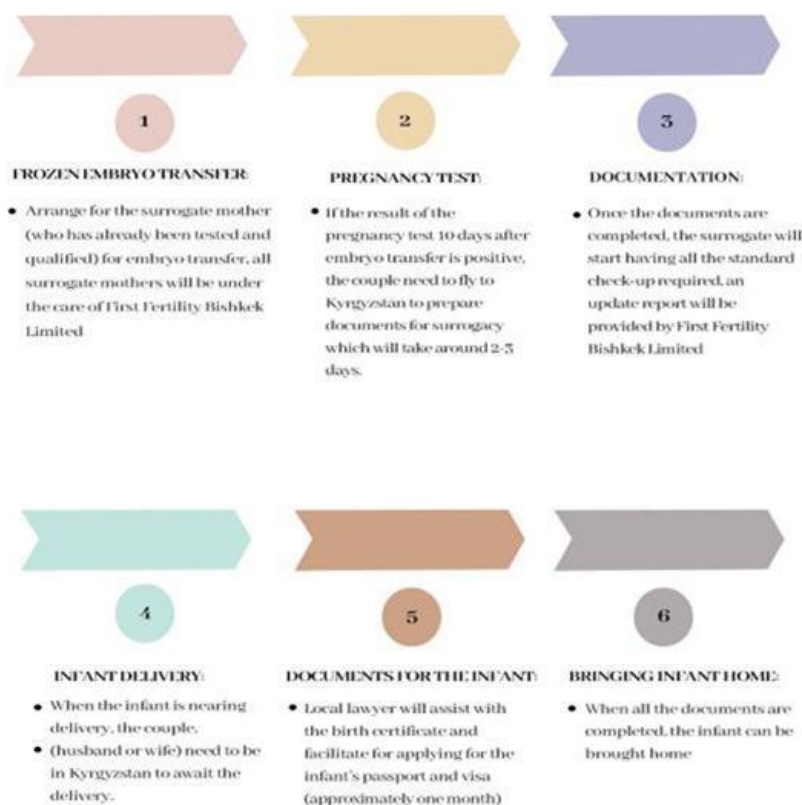 1
FROZEN EMBRYO TRANSFER:
• Arrange for the surrogate mother
(who has already been tested and
qualified) for embryo transfer, all
surrogate mothers will be under
the care of First Fertility Bishkek
Limited
2
PREGNANCY TEST:
• If the result of the
pregnancy test 10 days after
embryo transfer is positive,
the couple need to fly to
Kyrgyzstan to prepare
documents for surrogacy
which will take around 2-3
days.
3
DOCUMENTATION:
• Once the documents are
completed, the surrogate will
start having all the standard
check-up required, an
update report will be
provided by First Fertility
Bishkek Limited
4
INFANT DELIVERY:
• When the infant is nearing
delivery, the couple,
• (husband or wife) need to be
in Kyrgyzstan to await the
delivery.
5
DOCUMENTS FOR THE INFANT:
• Local lawyer will assist with
the birth certificate and
facilitate for applying for the
infant's passport and visa
(approximately one month)
6
BRINGING INFANT HOME:
• When all the documents are
completed, the infant can be
brought home